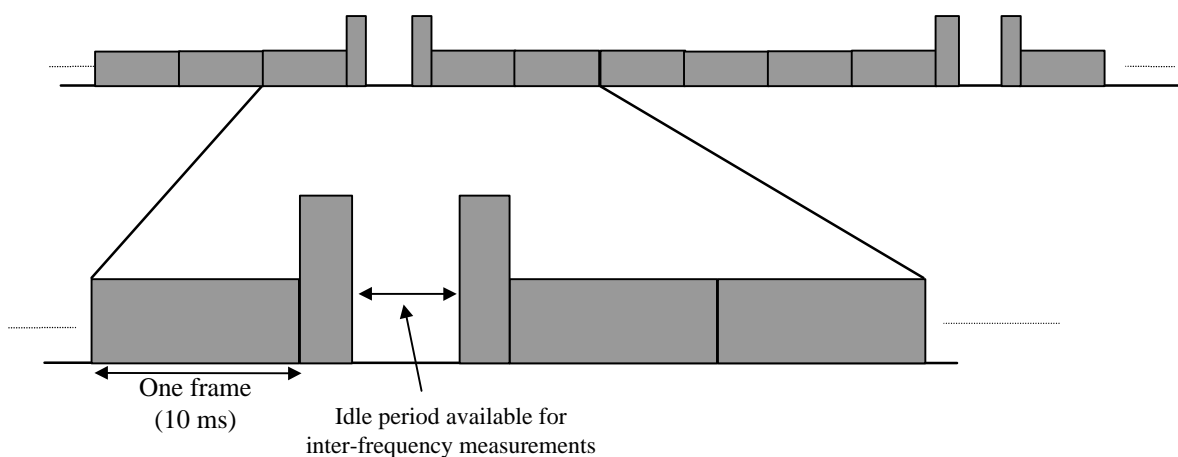 One frame
(10 ms)
Idle period available for
inter-frequency measurements